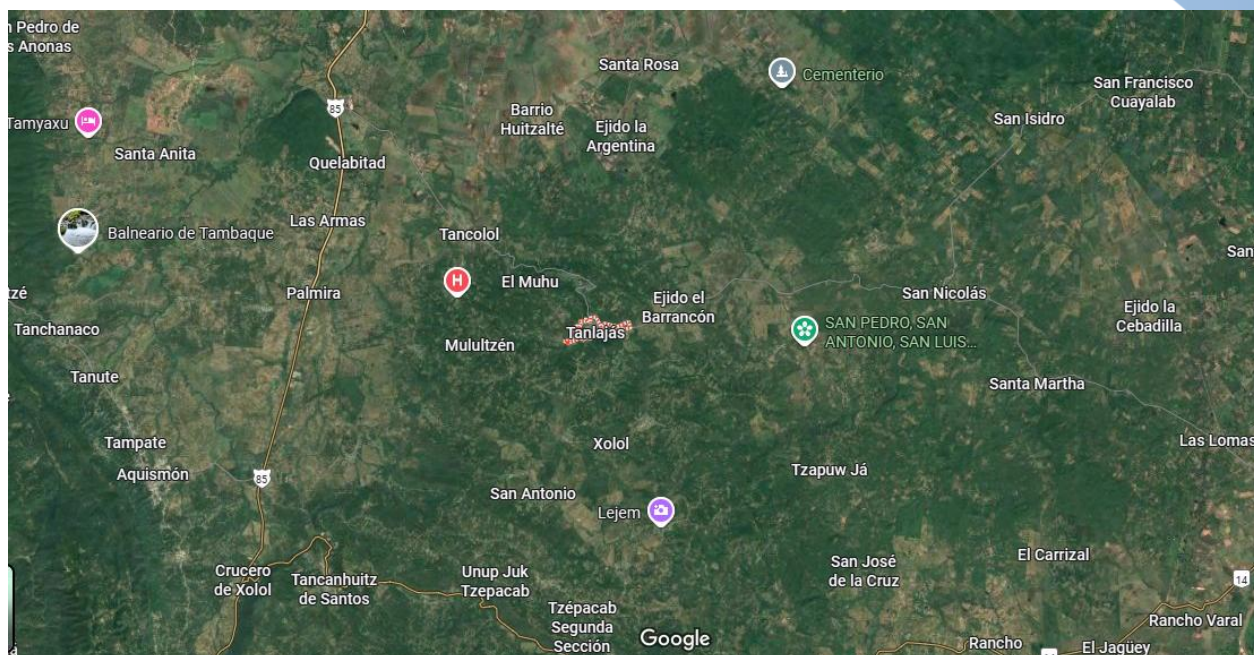 n Pedro de
s Anonas
Santa Rosa
Cementerio
San Francisco
Cuayalab
85
Barrio
Huitzalté
Tamyaxu
Ejido la
Argentina
San Isidro
Santa Anita
Quelabitad
Las Armas
Balneario de Tambaque
Tancolol
San
H
El Muhu
Palmira
Ejido el
Barrancón
San Nicolás
tzé
Ejido la
Cebadilla
Tanchanaco
Tanlajás
SAN PEDRO, SAN
ANTONIO, SAN LUIS...
Mulultzén
Tanute
Santa Martha
e
Tampate
Xolol
Las Lomas
Aquismón
85
Tzapuw Já
San Antonio
Lejem
El Carrizal
San José
de la Cruz
Crucero
de Xolol
Tancanhuitz
de Santos
Unup Juk
Tzepacab
14
Tzépacab
Segunda
Sección
Rancho Varal
Google
Rancho
El Jagüey
á